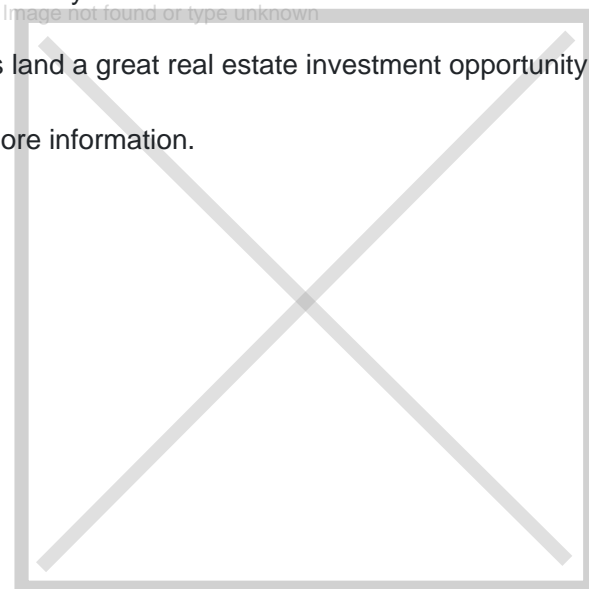 Image not found or type unknown
s land a great real estate investment opportunity
ore information.